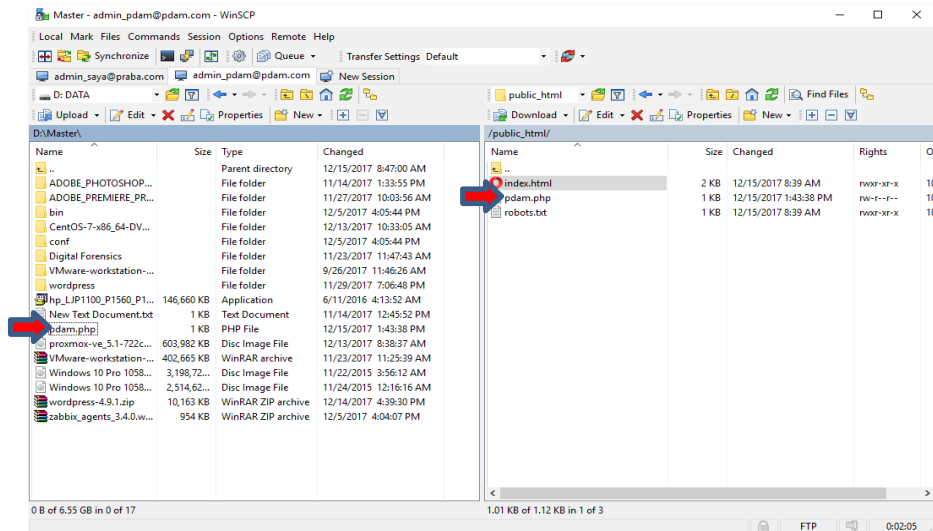 Master - admin_pdam@pdam.com - WinSCP
Local Mark Files Commands Session Options Remote Help
Synchronize Queue Transfer Settings Default
admin_saya@praba.com admin_pdam@pdam.com New Session
D: DATA
Upload Edit Properties New
D:\Master\
Name Size Type Changed
.. Parent directory 12/15/2017 8:47:00 AM
ADOBE_PHOTOSHOP... File folder 11/14/2017 1:33:55 PM
ADOBE_PREMIERE_PR... File folder 11/27/2017 10:03:56 AM
bin File folder 12/5/2017 4:05:44 PM
CentOS-7-x86_64-DV... File folder 12/13/2017 10:33:05 AM
conf File folder 12/5/2017 4:05:44 PM
Digital Forensics File folder 11/23/2017 11:47:43 AM
VMware-workstation-... File folder 9/26/2017 11:46:26 AM
wordpress File folder 11/29/2017 7:06:48 PM
hp_LJP1100_P1560_P1... 146,660 KB Application 6/11/2016 4:13:52 AM
New Text Document.txt 1 KB Text Document 11/14/2017 12:45:52 PM
pdam.php 1 KB PHP File 12/15/2017 1:43:38 PM
proxmox-ve_5.1-722c... 603,982 KB Disc Image File 12/13/2017 8:38:37 AM
VMware-workstation-... 402,665 KB WinRAR archive 11/23/2017 11:25:39 AM
Windows 10 Pro 1058... 3,198,72... Disc Image File 11/22/2015 3:56:12 AM
Windows 10 Pro 1058... 2,514,62... Disc Image File 11/24/2015 12:16:16 AM
wordpress-4.9.1.zip 10,163 KB WinRAR ZIP archive 12/14/2017 4:39:30 PM
zabbix_agents_3.4.0.w... 954 KB WinRAR ZIP archive 12/5/2017 4:04:07 PM
0 B of 6.55 GB in 0 of 17
public_html Find Files
Download Edit Properties New
/public_html/
Name Size Changed Rights O
..
index.html 2 KB 12/15/2017 8:39 AM rwxr-xr-x 10
pdam.php 1 KB 12/15/2017 1:43:38 PM rw-r--r-- 10
robots.txt 1 KB 12/15/2017 8:39 AM rwxr-xr-x 10
1.01 KB of 1.12 KB in 1 of 3
FTP 0:02:05